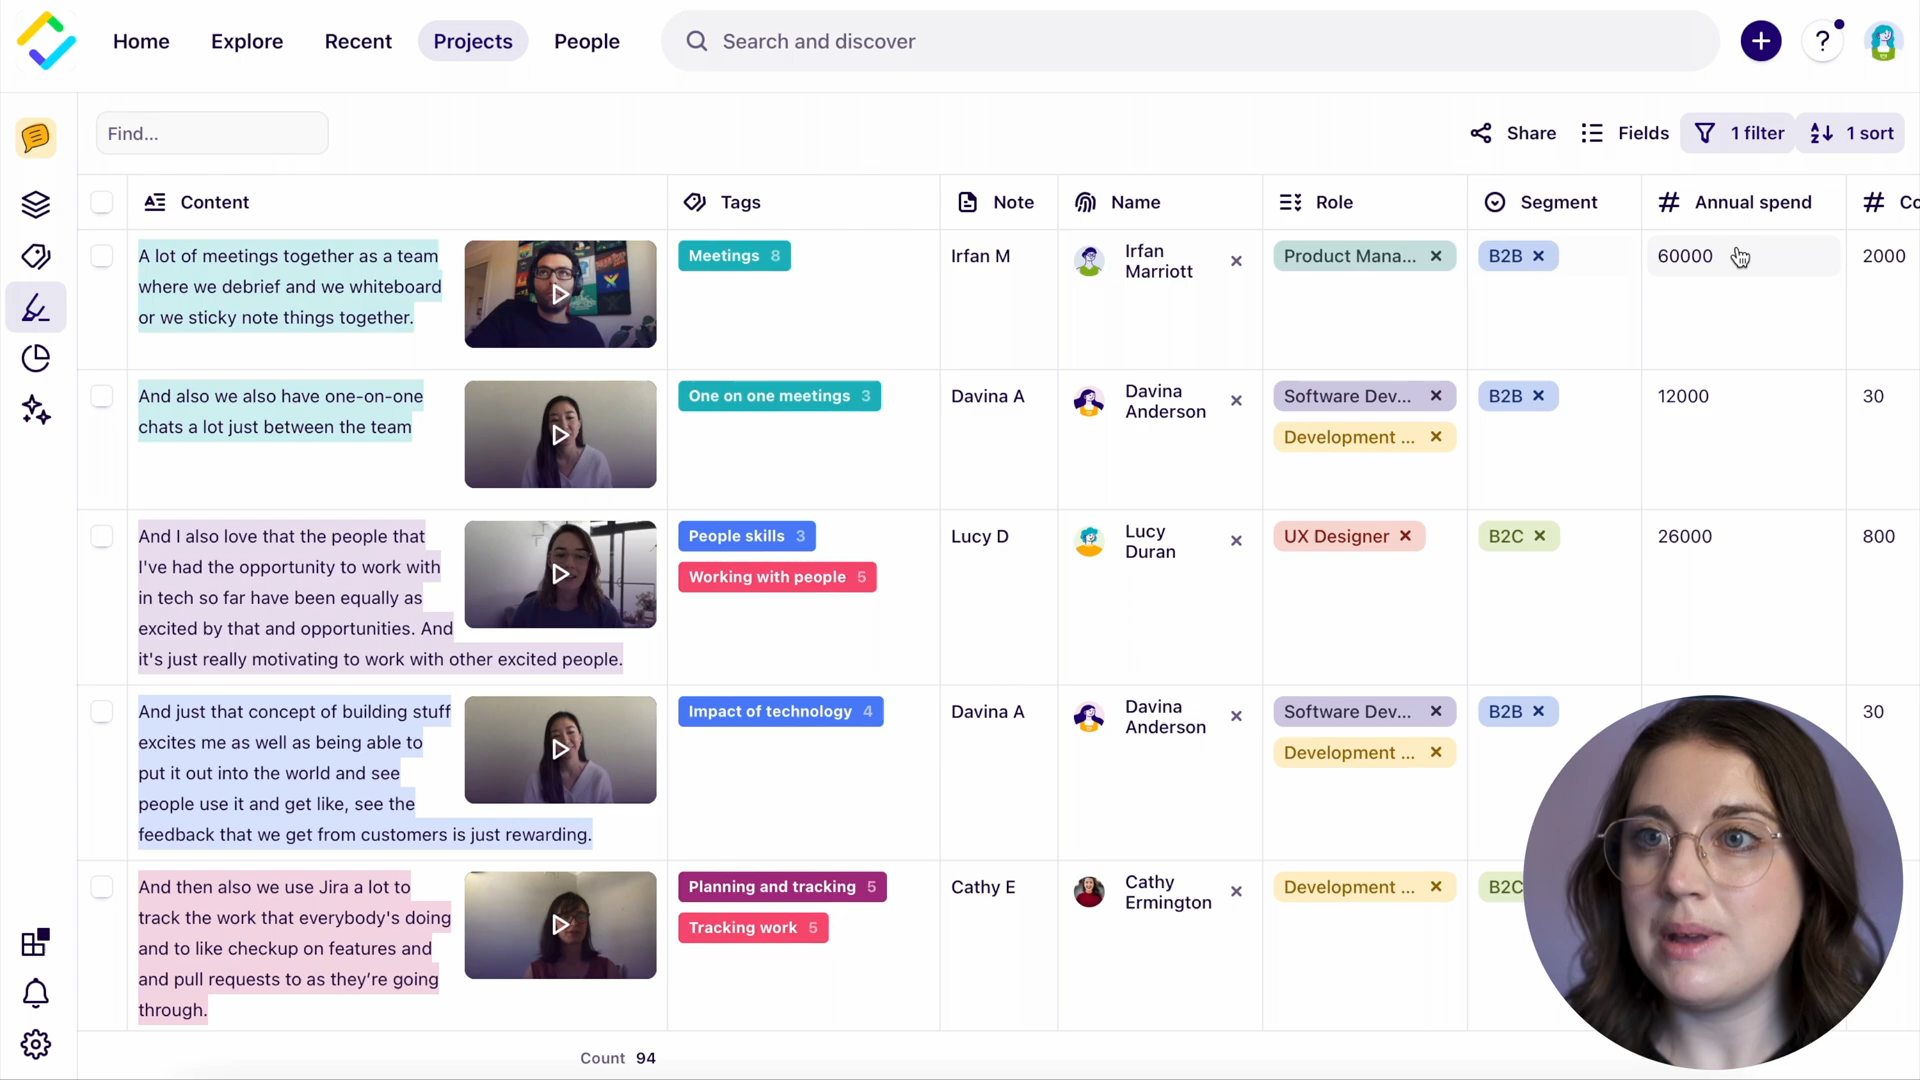 Home Explore Recent Projects People Search and discover + ?
Find... Share Fields 1 filter 1 sort
Content Tags Note Name Role Segment Annual spend Co
A lot of meetings together as a team
where we debrief and we whiteboard
or we sticky note things together.
Meetings 8
Irfan M
Irfan
Marriott
Product Mana...
B2B
60000
2000
And also we also have one-on-one
chats a lot just between the team
One on one meetings 3
Davina A
Davina
Anderson
Software Dev...
Development ...
B2B
12000
30
And I also love that the people that
I've had the opportunity to work with
in tech so far have been equally as
excited by that and opportunities. And
it's just really motivating to work with other excited people.
People skills 3
Working with people 5
Lucy D
Lucy
Duran
UX Designer
B2C
26000
800
And just that concept of building stuff
excites me as well as being able to
put it out into the world and see
people use it and get like, see the
feedback that we get from customers is just rewarding.
Impact of technology 4
Davina A
Davina
Anderson
Software Dev...
Development ...
B2B
30
And then also we use Jira a lot to
track the work that everybody's doing
and to like checkup on features and
and pull requests to as they’re going
through.
Planning and tracking 5
Tracking work 5
Cathy E
Cathy
Ermington
Development ...
B2C
Count 94